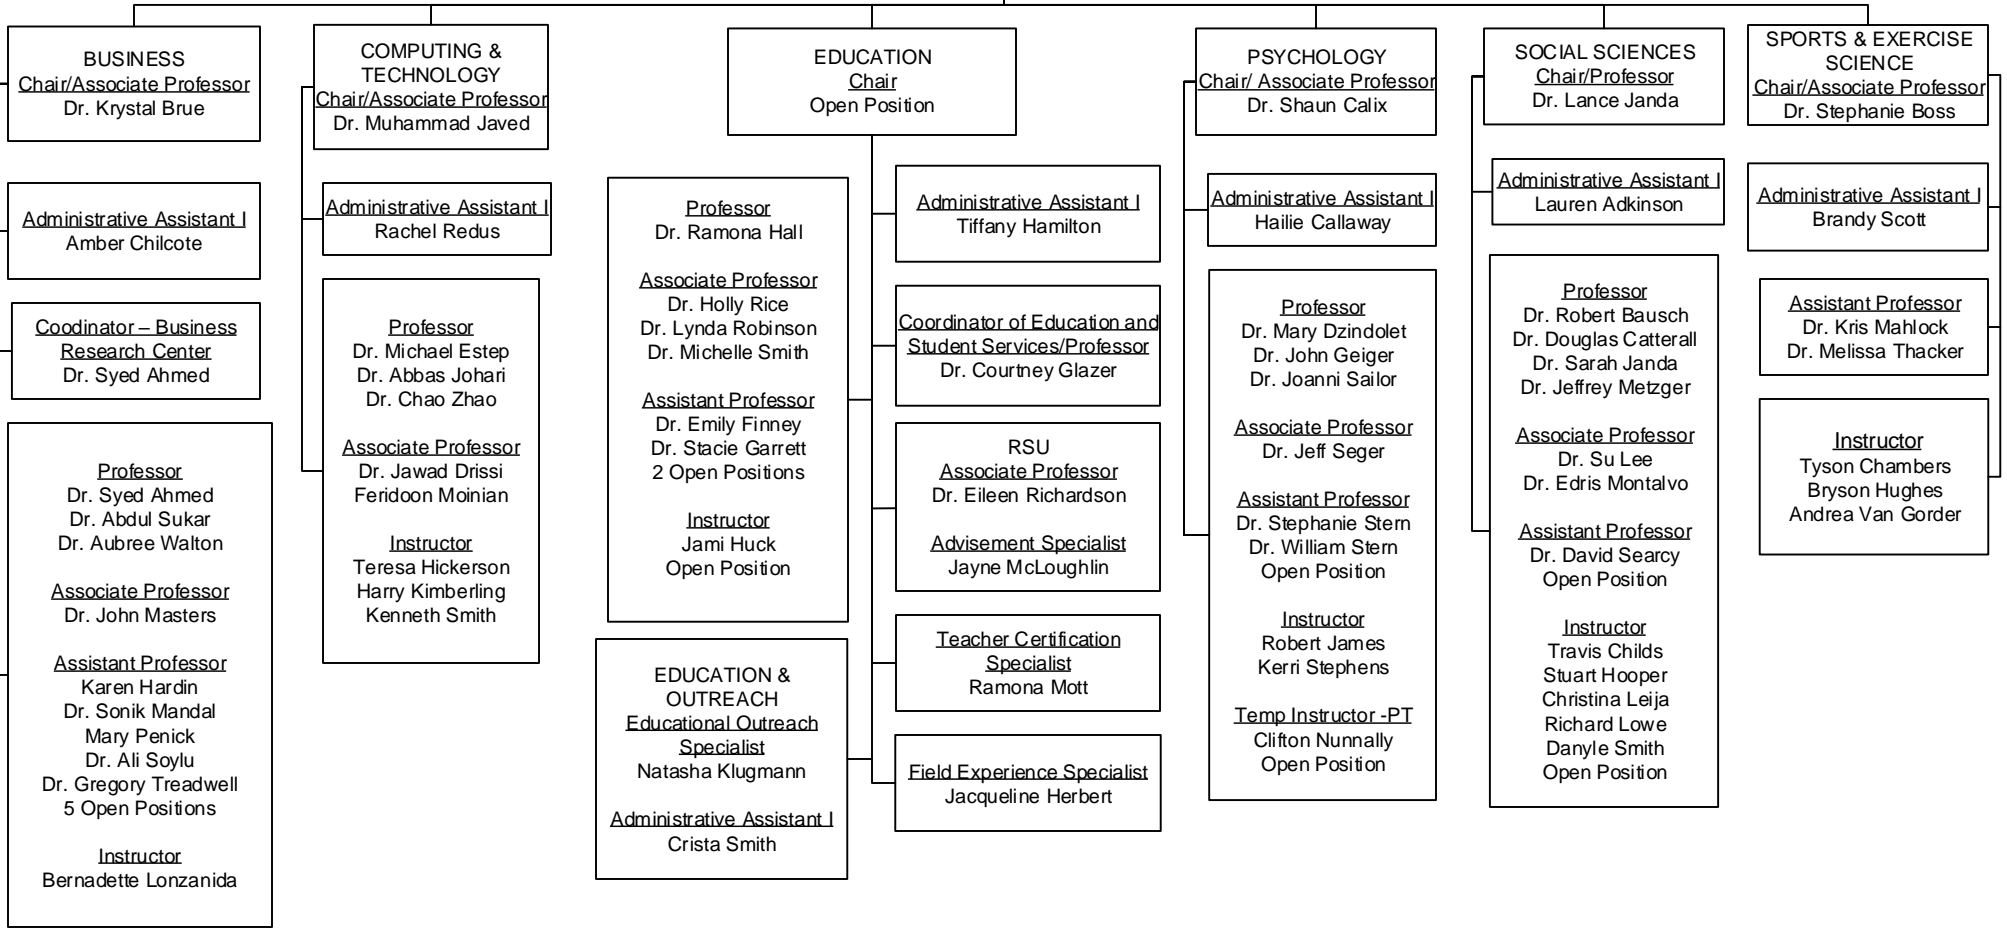 BUSINESS
Chair/Associate Professor
Dr. Krystal Brue
Administrative Assistant I
Amber Chilcote
Coodinator – Business
Research Center
Dr. Syed Ahmed
Professor
Dr. Syed Ahmed
Dr. Abdul Sukar
Dr. Aubree Walton
Associate Professor
Dr. John Masters
Assistant Professor
Karen Hardin
Dr. Sonik Mandal
Mary Penick
Dr. Ali Soylu
Dr. Gregory Treadwell
5 Open Positions
Instructor
Bernadette Lonzanida
COMPUTING &
TECHNOLOGY
Chair/Associate Professor
Dr. Muhammad Javed
Administrative Assistant I
Rachel Redus
Professor
Dr. Michael Estep
Dr. Abbas Johari
Dr. Chao Zhao
Associate Professor
Dr. Jawad Drissi
Feridoon Moinian
Instructor
Teresa Hickerson
Harry Kimberling
Kenneth Smith
EDUCATION
Chair
Open Position
Professor
Dr. Ramona Hall
Associate Professor
Dr. Holly Rice
Dr. Lynda Robinson
Dr. Michelle Smith
Assistant Professor
Dr. Emily Finney
Dr. Stacie Garrett
2 Open Positions
Instructor
Jami Huck
Open Position
EDUCATION &
OUTREACH
Educational Outreach
Specialist
Natasha Klugmann
Administrative Assistant I
Crista Smith
Administrative Assistant I
Tiffany Hamilton
Coordinator of Education and
Student Services/Professor
Dr. Courtney Glazer
RSU
Associate Professor
Dr. Eileen Richardson
Advisement Specialist
Jayne McLoughlin
Teacher Certification
Specialist
Ramona Mott
Field Experience Specialist
Jacqueline Herbert
PSYCHOLOGY
Chair/ Associate Professor
Dr. Shaun Calix
Administrative Assistant I
Hailie Callaway
Professor
Dr. Mary Dzindolet
Dr. John Geiger
Dr. Joanni Sailor
Associate Professor
Dr. Jeff Seger
Assistant Professor
Dr. Stephanie Stern
Dr. William Stern
Open Position
Instructor
Robert James
Kerri Stephens
Temp Instructor -PT
Clifton Nunnally
Open Position
SOCIAL SCIENCES
Chair/Professor
Dr. Lance Janda
Administrative Assistant I
Lauren Adkinson
Professor
Dr. Robert Bausch
Dr. Douglas Catterall
Dr. Sarah Janda
Dr. Jeffrey Metzger
Associate Professor
Dr. Su Lee
Dr. Edris Montalvo
Assistant Professor
Dr. David Searcy
Open Position
Instructor
Travis Childs
Stuart Hooper
Christina Leija
Richard Lowe
Danyle Smith
Open Position
SPORTS & EXERCISE
SCIENCE
Chair/Associate Professor
Dr. Stephanie Boss
Administrative Assistant I
Brandy Scott
Assistant Professor
Dr. Kris Mahlock
Dr. Melissa Thacker
Instructor
Tyson Chambers
Bryson Hughes
Andrea Van Gorder